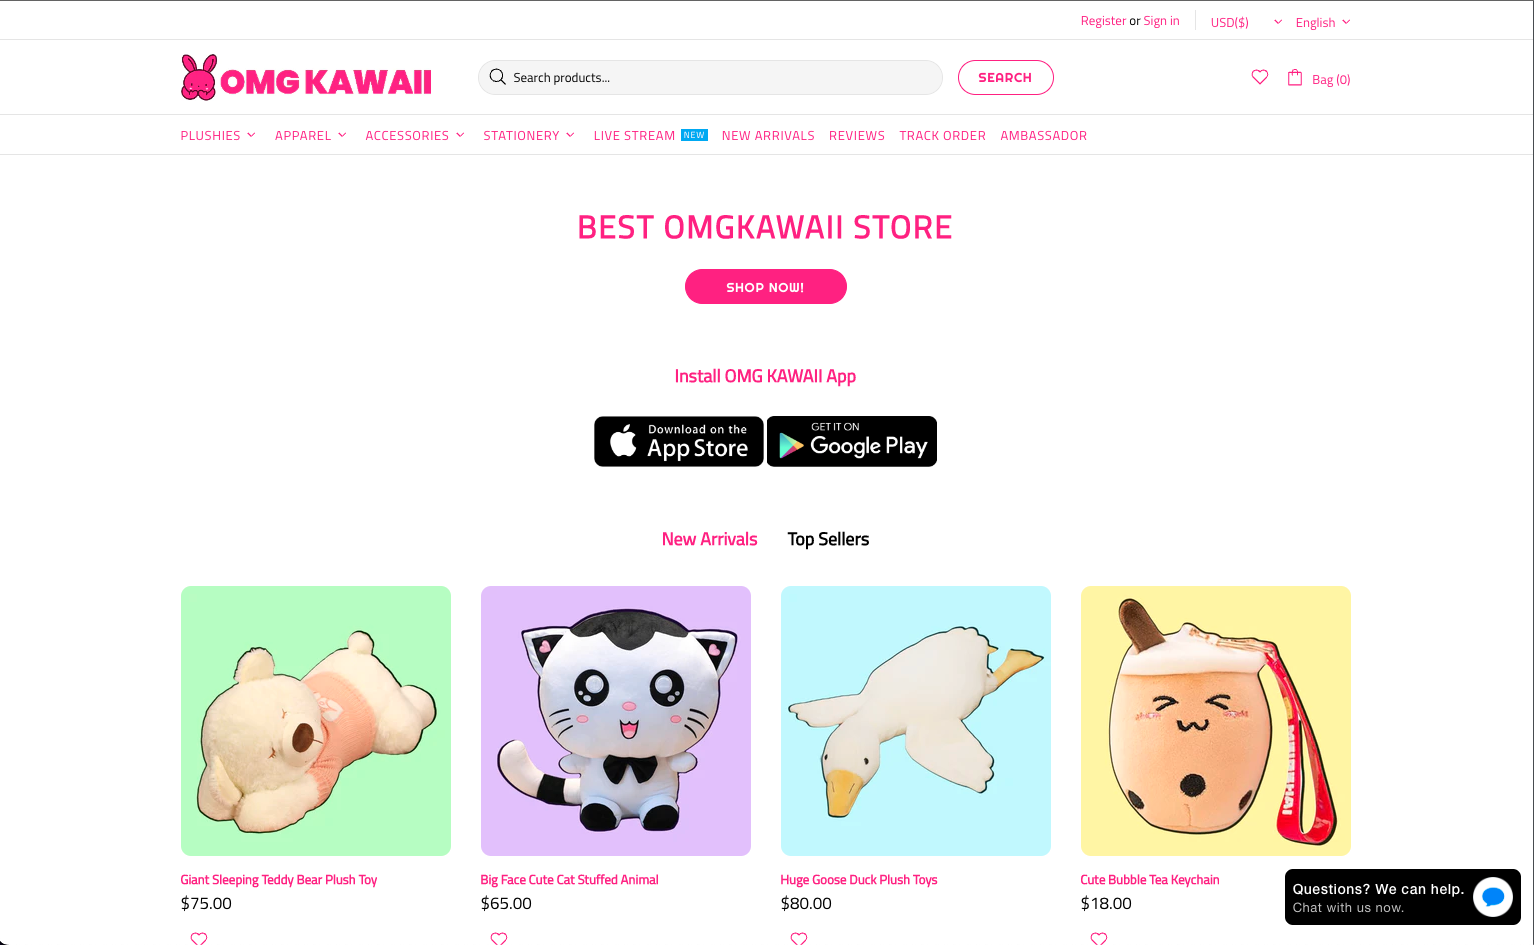 Register or Sign in
USD($)
English
OMG KAWAII
Search products...
SEARCH
Bag (0)
PLUSHIES
APPAREL
ACCESSORIES
STATIONERY
LIVE STREAM NEW
NEW ARRIVALS
REVIEWS
TRACK ORDER
AMBASSADOR
BEST OMGKAWAII STORE
SHOP NOW!
Install OMG KAWAII App
Download on the
App Store
GET IT ON
Google Play
New Arrivals
Top Sellers
Giant Sleeping Teddy Bear Plush Toy
$75.00
Big Face Cute Cat Stuffed Animal
$65.00
Huge Goose Duck Plush Toys
$80.00
Cute Bubble Tea Keychain
$18.00
Questions? We can help.
Chat with us now.